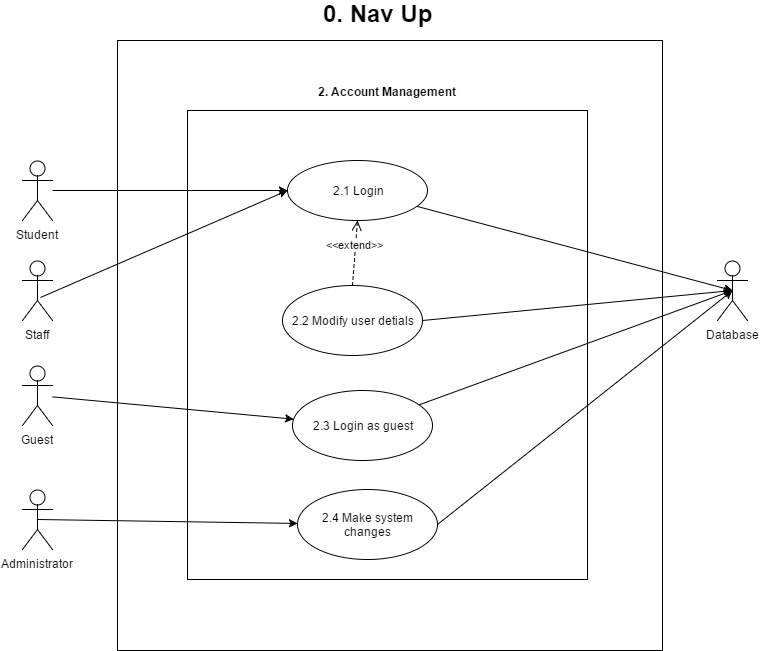 0. Nav Up
2. Account Management
2.1 Login
Student
<<extend>>
Staff
2.2 Modify user detials
Database
2.3 Login as guest
Guest
2.4 Make system
changes
Administrator